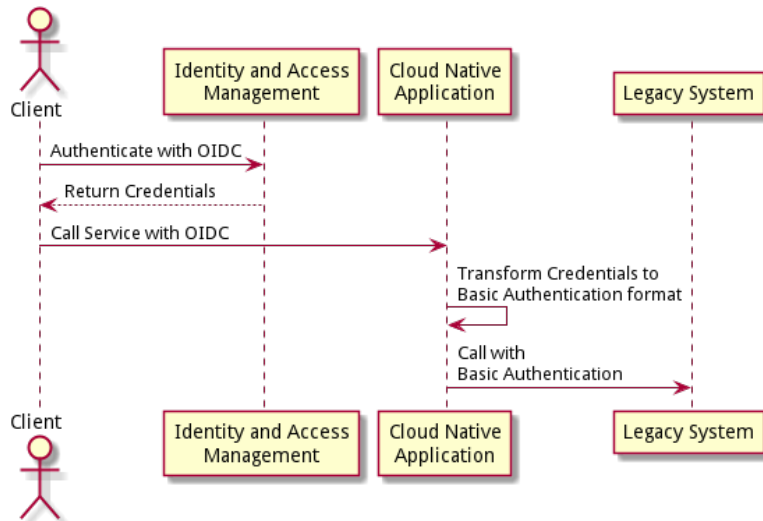 Identity and Access
Management
Cloud Native
Application
Legacy System
Client
Authenticate with OIDC
Return Credentials
Call Service with OIDC
Transform Credentials to
Basic Authentication format
Call with
Basic Authentication
Client
Identity and Access
Management
Cloud Native
Application
Legacy System